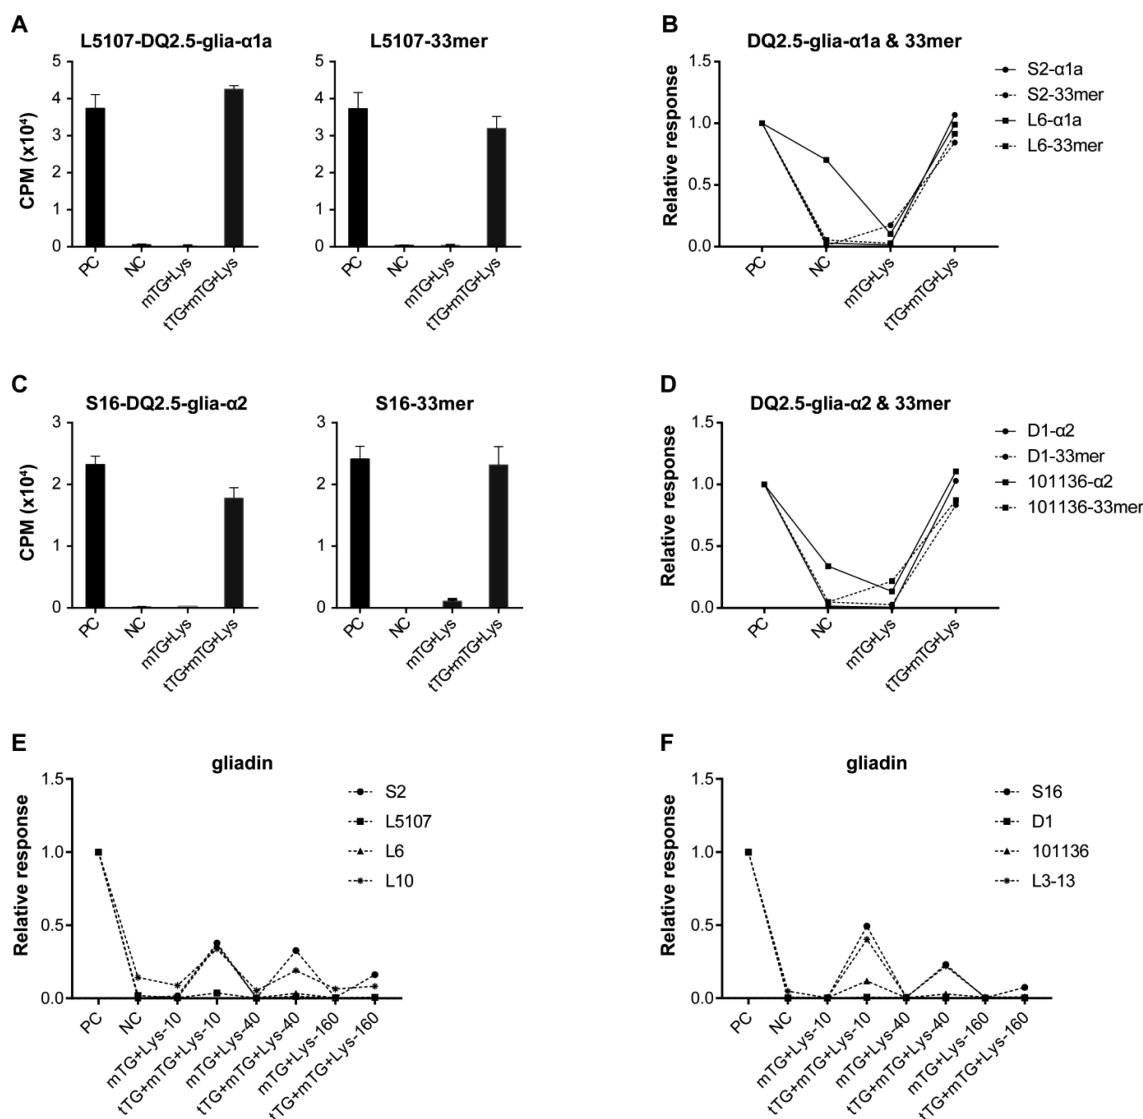 A
L5107-DQ2.5-glia-α1a
L5107-33mer
CPM (x10⁴)
5
4
3
2
1
0
PC
NC
mTG+Lys
tTG+mTG+Lys
5
4
3
2
1
0
PC
NC
mTG+Lys
tTG+mTG+Lys
B
DQ2.5-glia-α1a & 33mer
Relative response
1.5
1.0
0.5
0.0
PC
NC
mTG+Lys
tTG+mTG+Lys
S2-α1a
S2-33mer
L6-α1a
L6-33mer
C
S16-DQ2.5-glia-α2
S16-33mer
CPM (x10⁴)
3
2
1
0
PC
NC
mTG+Lys
tTG+mTG+Lys
3
2
1
0
PC
NC
mTG+Lys
tTG+mTG+Lys
D
DQ2.5-glia-α2 & 33mer
Relative response
1.5
1.0
0.5
0.0
PC
NC
mTG+Lys
tTG+mTG+Lys
D1-α2
D1-33mer
101136-α2
101136-33mer
E
gliadin
Relative response
1.5
1.0
0.5
0.0
PC
NC
mTG+Lys-10
tTG+mTG+Lys-10
mTG+Lys-40
tTG+mTG+Lys-40
mTG+Lys-160
tTG+mTG+Lys-160
S2
L5107
L6
L10
F
gliadin
Relative response
1.5
1.0
0.5
0.0
PC
NC
mTG+Lys-10
tTG+mTG+Lys-10
mTG+Lys-40
tTG+mTG+Lys-40
mTG+Lys-160
tTG+mTG+Lys-160
S16
D1
101136
L3-13